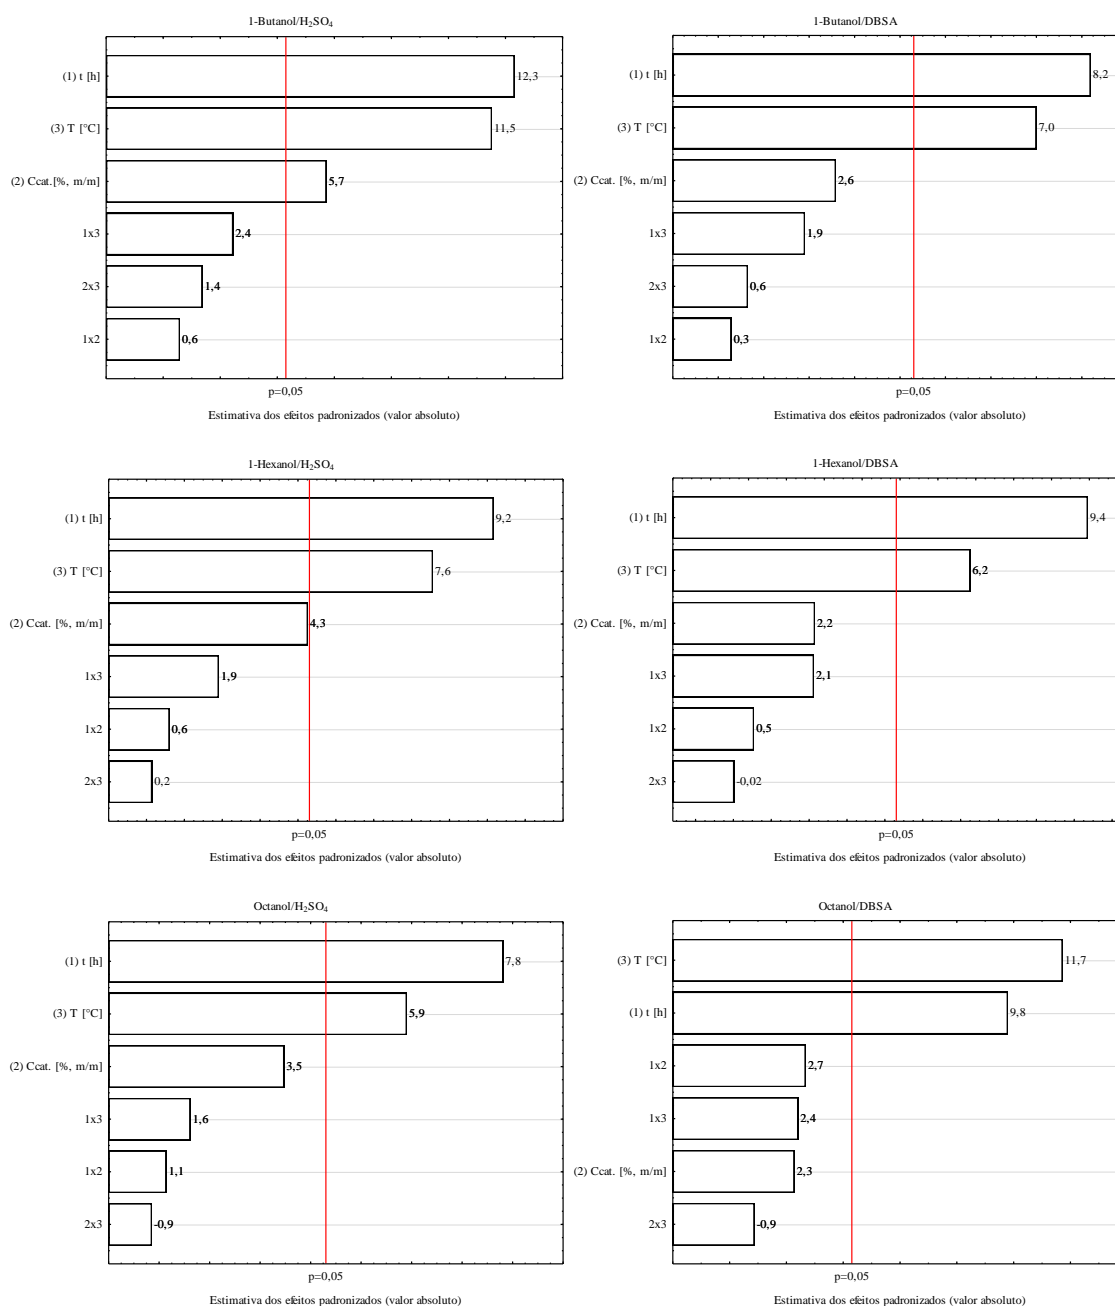 1-Butanol/H₂SO₄
(1) t [h]
12,3
(3) T [°C]
11,5
(2) Ccat.[%, m/m]
5,7
1x3
2,4
2x3
1,4
1x2
0,6
p=0,05
Estimativa dos efeitos padronizados (valor absoluto)
1-Butanol/DBSA
(1) t [h]
8,2
(3) T [°C]
7,0
(2) Ccat. [%, m/m]
2,6
1x3
1,9
2x3
0,6
1x2
0,3
p=0,05
Estimativa dos efeitos padronizados (valor absoluto)
1-Hexanol/H₂SO₄
(1) t [h]
9,2
(3) T [°C]
7,6
(2) Ccat. [%, m/m]
4,3
1x3
1,9
1x2
0,6
2x3
0,2
p=0,05
Estimativa dos efeitos padronizados (valor absoluto)
1-Hexanol/DBSA
(1) t [h]
9,4
(3) T [°C]
6,2
(2) Ccat. [%, m/m]
2,2
1x3
2,1
1x2
0,5
2x3
-0,02
p=0,05
Estimativa dos efeitos padronizados (valor absoluto)
Octanol/H₂SO₄
(1) t [h]
7,8
(3) T [°C]
5,9
(2) Ccat. [%, m/m]
3,5
1x3
1,6
1x2
1,1
2x3
-0,9
p=0,05
Estimativa dos efeitos padronizados (valor absoluto)
Octanol/DBSA
(3) T [°C]
11,7
(1) t [h]
9,8
1x2
2,7
1x3
2,4
(2) Ccat. [%, m/m]
2,3
2x3
-0,9
p=0,05
Estimativa dos efeitos padronizados (valor absoluto)